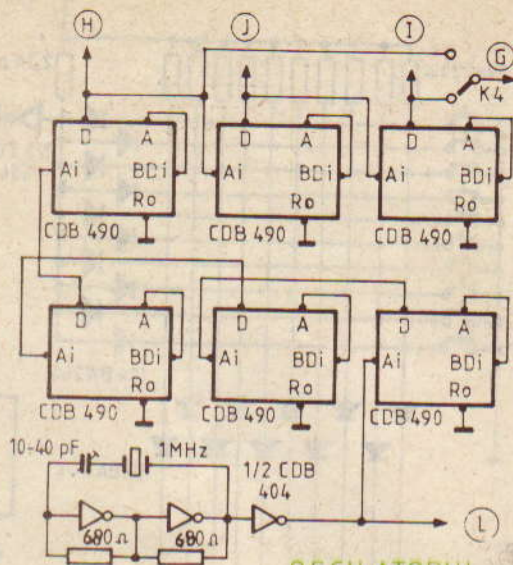 H J I G
K4
D A D A D A
Ai BDi Ai BDi Ai BDi
Ro Ro Ro
CDB 490 CDB 490 CDB 490
D A D A D A
Ai BDi Ai BDi Ai BDi
Ro Ro Ro
CDB 490 CDB 490 CDB 490
10÷40 pF 1MHz
1/2 CDB
404
680Ω 680Ω
L